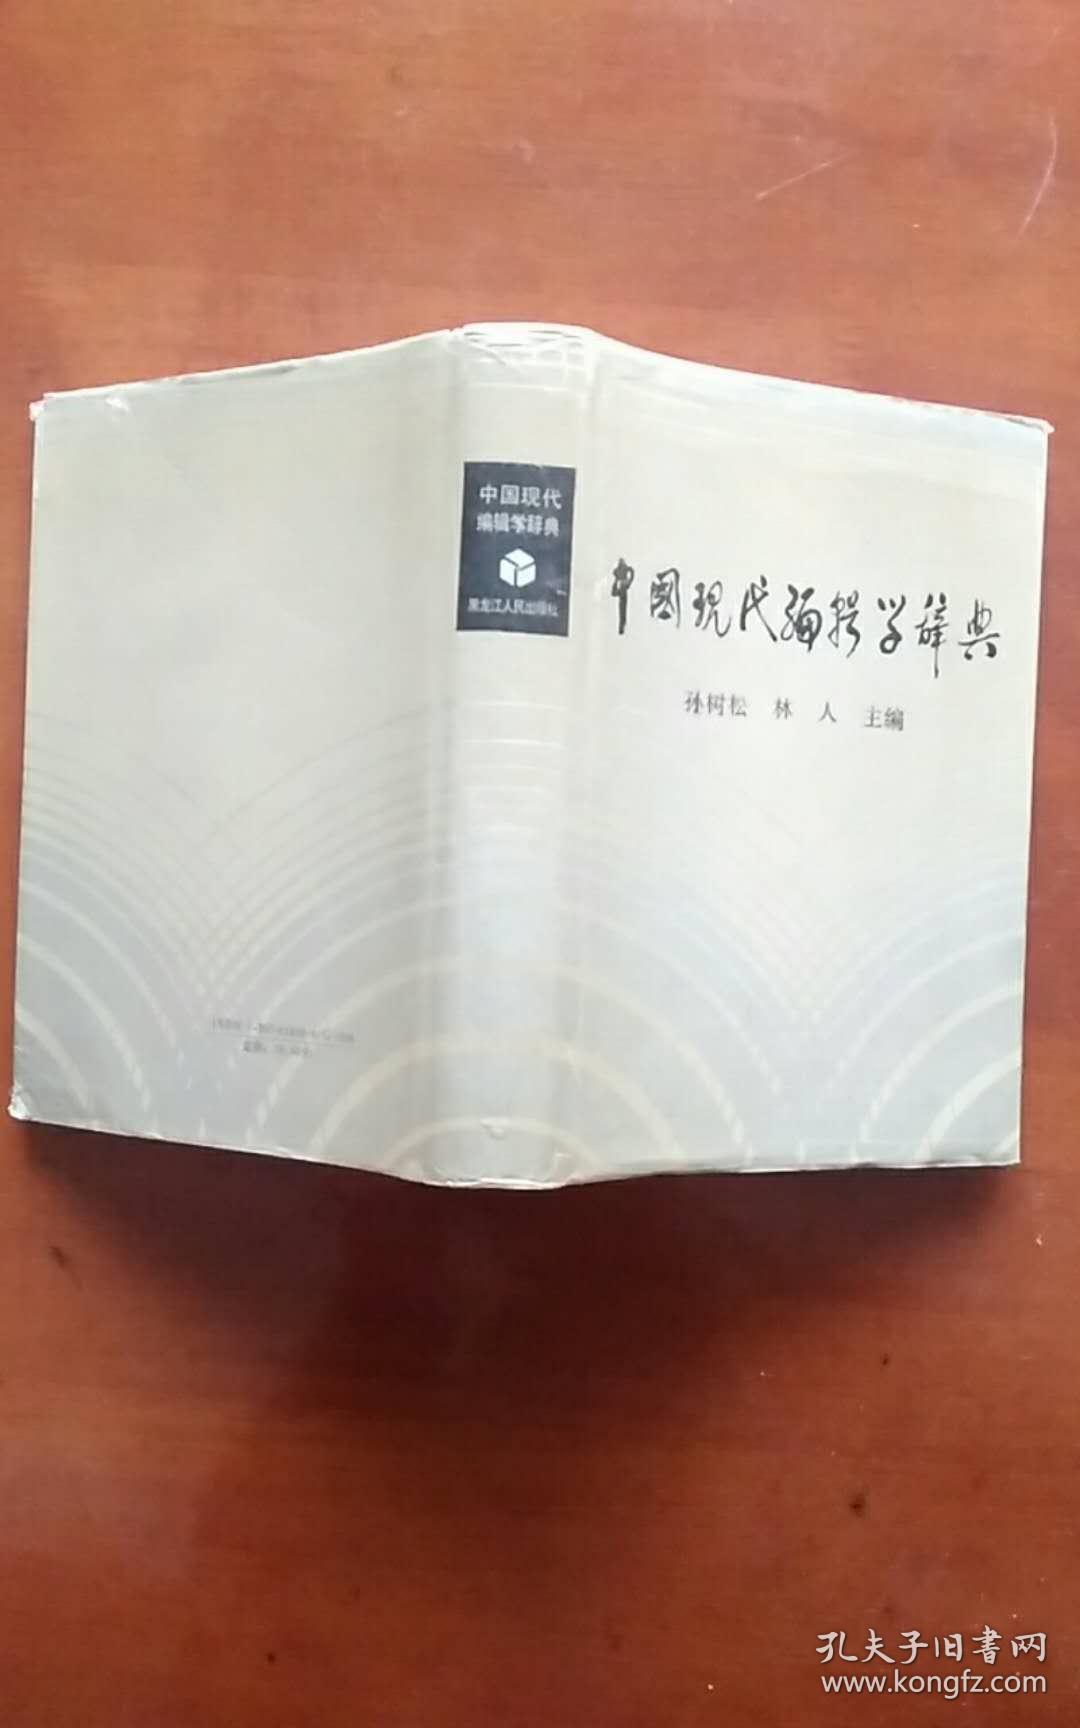 中国现代
编辑学辞典
黑龙江人民出版社
中國现代编辑学辞典
孙树松 林 人 主编
孔夫子旧書网
www.kongfz.com